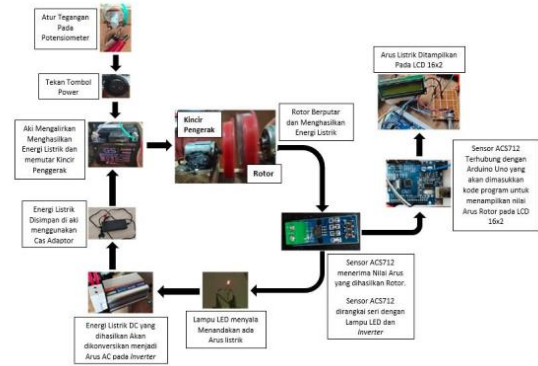 Atur Tegangan
Pada
Potensiometer
Tekan Tombol
Power
Aki Mengalirkan
Menghasilkan
Energi Listrik dan
memutar Kincir
Penggerak
Kincir
Pengerak
Rotor
Rotor Berputar
dan Menghasilkan
Energi Listrik
Arus Listrik Ditampilkan
Pada LCD 16x2
Sensor ACS712
Terhubung dengan
Arduino Uno yang
akan dimasukkan
kode program untuk
menampilkan nilai
Arus Rotor pada LCD
16x2
Sensor ACS712
menerima Nilai Arus
yang dihasilkan Rotor.
Sensor ACS712
dirangkai seri dengan
Lampu LED dan
Inverter
Lampu LED menyala
Menandakan ada
Arus listrik
Energi Listrik DC yang
dihasilkan Akan
dikonversikan menjadi
Arus AC pada Inverter
Energi Listrik
Disimpan di aki
menggunakan
Cas Adaptor